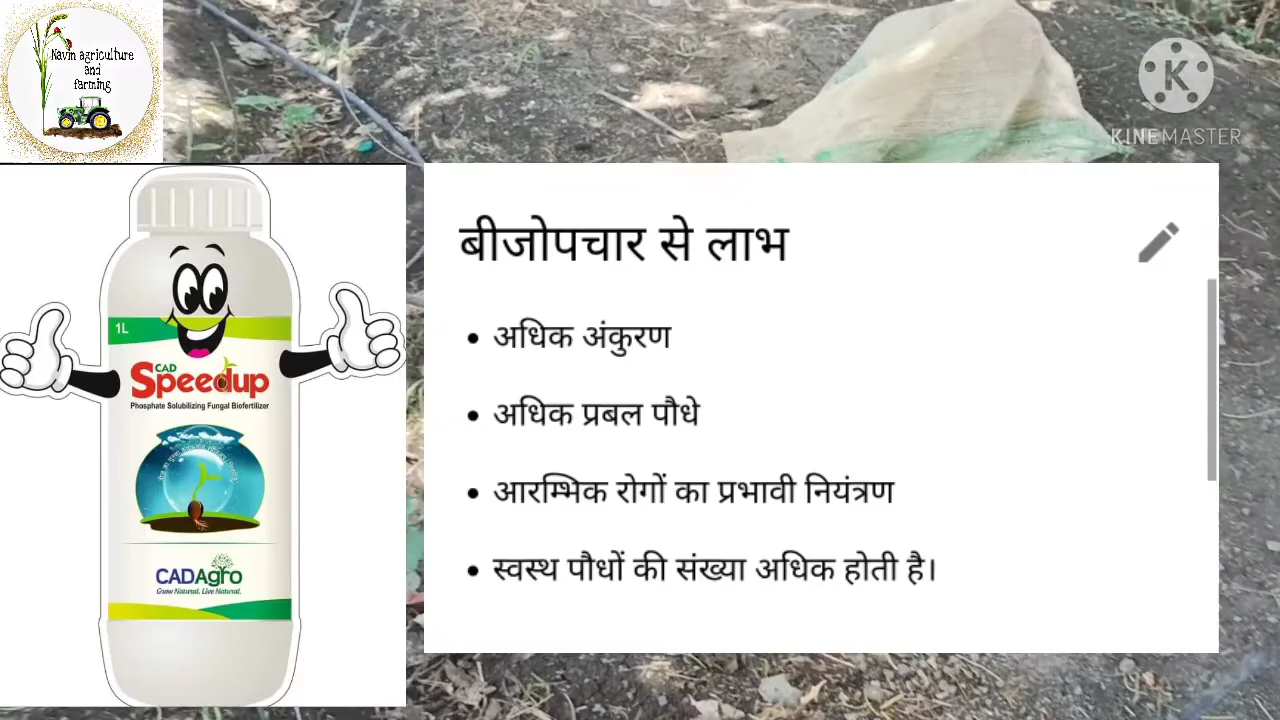 Navin agriculture
and
farming
KINEMASTER
1L
CAD
Speedup
Phosphate Solubilizing Fungal Biofertilizer
CADAgro
Grow Natural. Live Natural.
बीजोपचार से लाभ
• अधिक अंकुरण
• अधिक प्रबल पौधे
• आरम्भिक रोगों का प्रभावी नियंत्रण
• स्वस्थ पौधों की संख्या अधिक होती है।